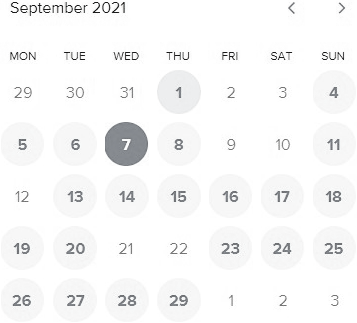 September 2021
MON TUE WED THU FRI SAT SUN
29 30 31 1 2 3 4
5 6 7 8 9 10 11
12 13 14 15 16 17 18
19 20 21 22 23 24 25
26 27 28 29 1 2 3